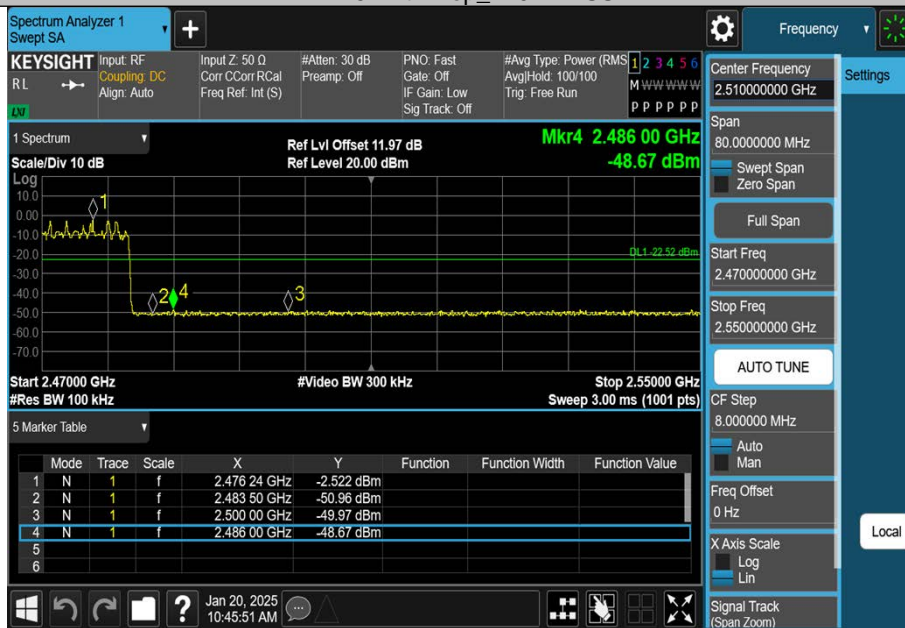 Spectrum Analyzer 1
Swept SA
Frequency
KEYSIGHT
RL
LXI
Input: RF
Coupling: DC
Align: Auto
Input Z: 50 Ω
Corr CCorr RCal
Freq Ref: Int (S)
#Atten: 30 dB
Preamp: Off
PNO: Fast
Gate: Off
IF Gain: Low
Sig Track: Off
#Avg Type: Power (RMS
Avg|Hold: 100/100
Trig: Free Run
1 2 3 4 5 6
M W W W W W
P P P P P P
1 Spectrum
Scale/Div 10 dB
Ref Lvl Offset 11.97 dB
Ref Level 20.00 dBm
Mkr4 2.486 00 GHz
-48.67 dBm
Log
10.0
0.00
-10.0
-20.0
-30.0
-40.0
-50.0
-60.0
-70.0
1
2
4
3
DL1 -22.52 dBm
Start 2.47000 GHz
#Video BW 300 kHz
Stop 2.55000 GHz
#Res BW 100 kHz
Sweep 3.00 ms (1001 pts)
5 Marker Table
Mode Trace Scale X Y Function Function Width Function Value
1 N 1 f 2.476 24 GHz -2.522 dBm
2 N 1 f 2.483 50 GHz -50.96 dBm
3 N 1 f 2.500 00 GHz -49.97 dBm
4 N 1 f 2.486 00 GHz -48.67 dBm
5
6
Jan 20, 2025
10:45:51 AM
Center Frequency
2.510000000 GHz
Span
80.0000000 MHz
Swept Span
Zero Span
Full Span
Start Freq
2.470000000 GHz
Stop Freq
2.550000000 GHz
AUTO TUNE
CF Step
8.000000 MHz
Auto
Man
Freq Offset
0 Hz
X Axis Scale
Log
Lin
Signal Track
(Span Zoom)
Settings
Local